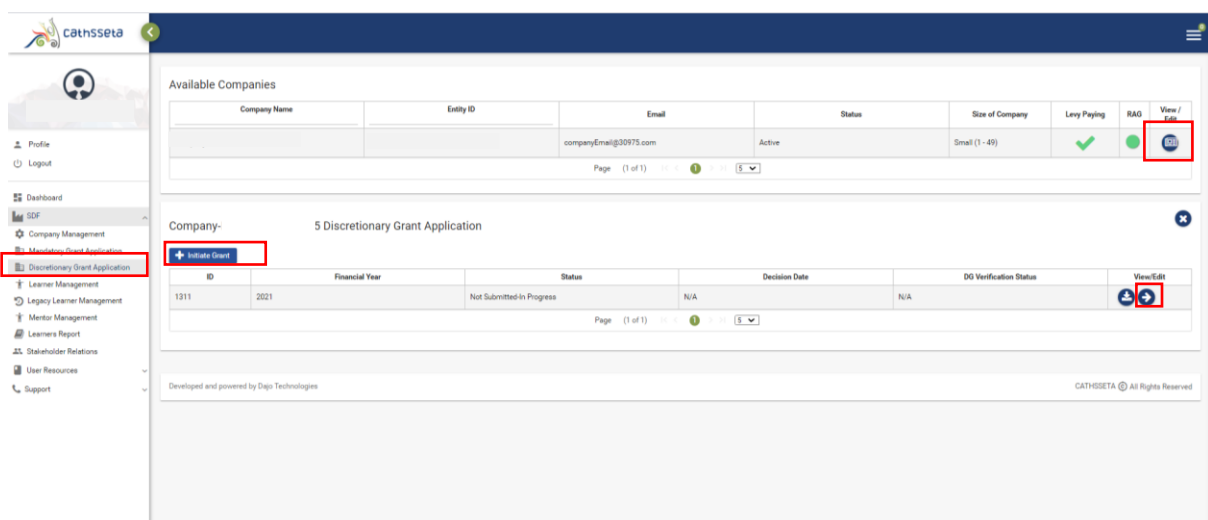 cathsseta
Profile
Logout
Dashboard
SDF
Company Management
Mandatory Grant Application
Discretionary Grant Application
Learner Management
Legacy Learner Management
Mentor Management
Learners Report
Stakeholder Relations
User Resources
Support
Available Companies
Company Name Entity ID Email Status Size of Company Levy Paying RAG View / Edit
companyEmail@30975.com Active Small (1 - 49)
Page (1 of 1) 1 5
Company- 5 Discretionary Grant Application
Initiate Grant
ID Financial Year Status Decision Date DG Verification Status View/Edit
1311 2021 Not Submitted-In Progress N/A N/A
Page (1 of 1) 1 5
Developed and powered by Dajo Technologies CATHSSETA © All Rights Reserved